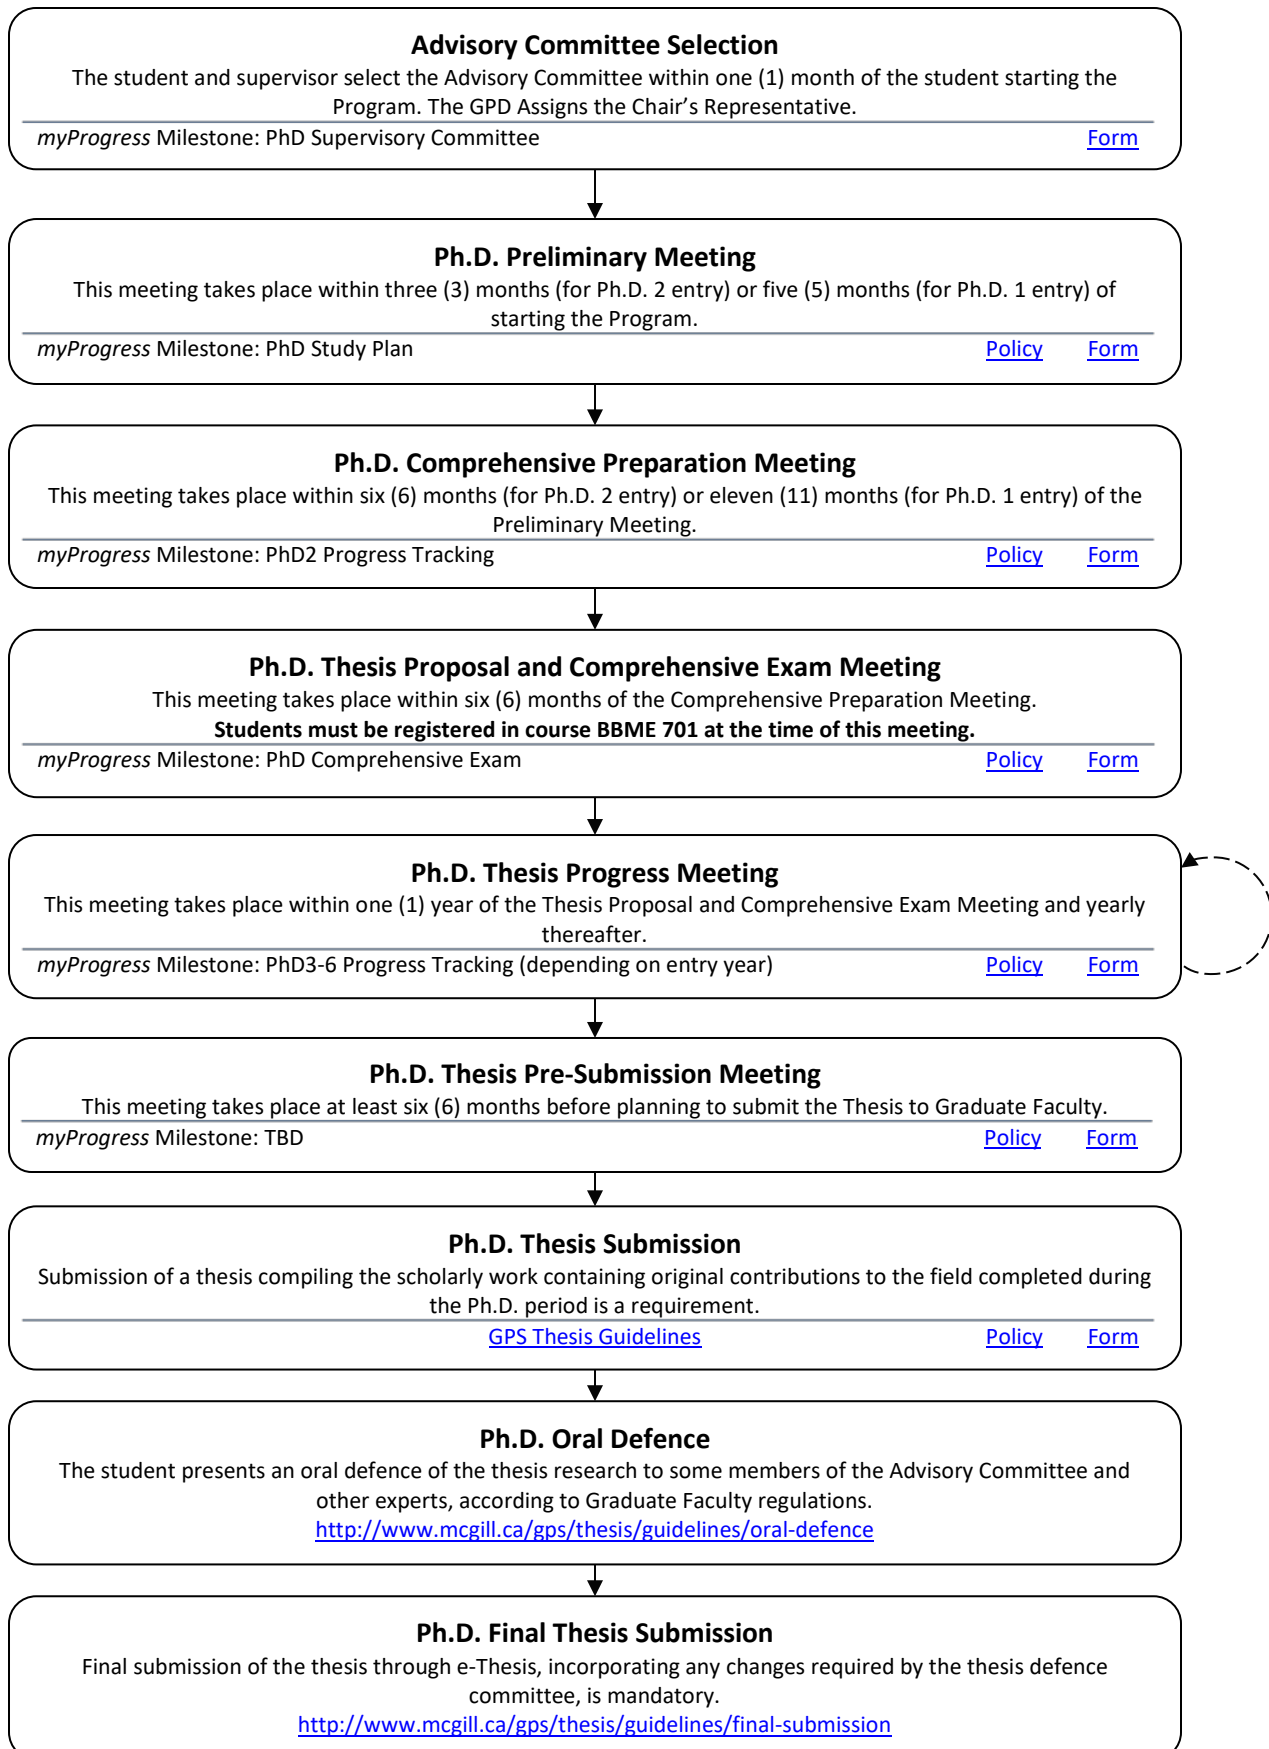 Advisory Committee Selection
The student and supervisor select the Advisory Committee within one (1) month of the student starting the
Program. The GPD Assigns the Chair's Representative.
myProgress Milestone: PhD Supervisory Committee Form
Ph.D. Preliminary Meeting
This meeting takes place within three (3) months (for Ph.D. 2 entry) or five (5) months (for Ph.D. 1 entry) of
starting the Program.
myProgress Milestone: PhD Study Plan Policy Form
Ph.D. Comprehensive Preparation Meeting
This meeting takes place within six (6) months (for Ph.D. 2 entry) or eleven (11) months (for Ph.D. 1 entry) of the
Preliminary Meeting.
myProgress Milestone: PhD2 Progress Tracking Policy Form
Ph.D. Thesis Proposal and Comprehensive Exam Meeting
This meeting takes place within six (6) months of the Comprehensive Preparation Meeting.
Students must be registered in course BBME 701 at the time of this meeting.
myProgress Milestone: PhD Comprehensive Exam Policy Form
Ph.D. Thesis Progress Meeting
This meeting takes place within one (1) year of the Thesis Proposal and Comprehensive Exam Meeting and yearly
thereafter.
myProgress Milestone: PhD3-6 Progress Tracking (depending on entry year) Policy Form
Ph.D. Thesis Pre-Submission Meeting
This meeting takes place at least six (6) months before planning to submit the Thesis to Graduate Faculty.
myProgress Milestone: TBD Policy Form
Ph.D. Thesis Submission
Submission of a thesis compiling the scholarly work containing original contributions to the field completed during
the Ph.D. period is a requirement.
GPS Thesis Guidelines Policy Form
Ph.D. Oral Defence
The student presents an oral defence of the thesis research to some members of the Advisory Committee and
other experts, according to Graduate Faculty regulations.
http://www.mcgill.ca/gps/thesis/guidelines/oral-defence
Ph.D. Final Thesis Submission
Final submission of the thesis through e-Thesis, incorporating any changes required by the thesis defence
committee, is mandatory.
http://www.mcgill.ca/gps/thesis/guidelines/final-submission